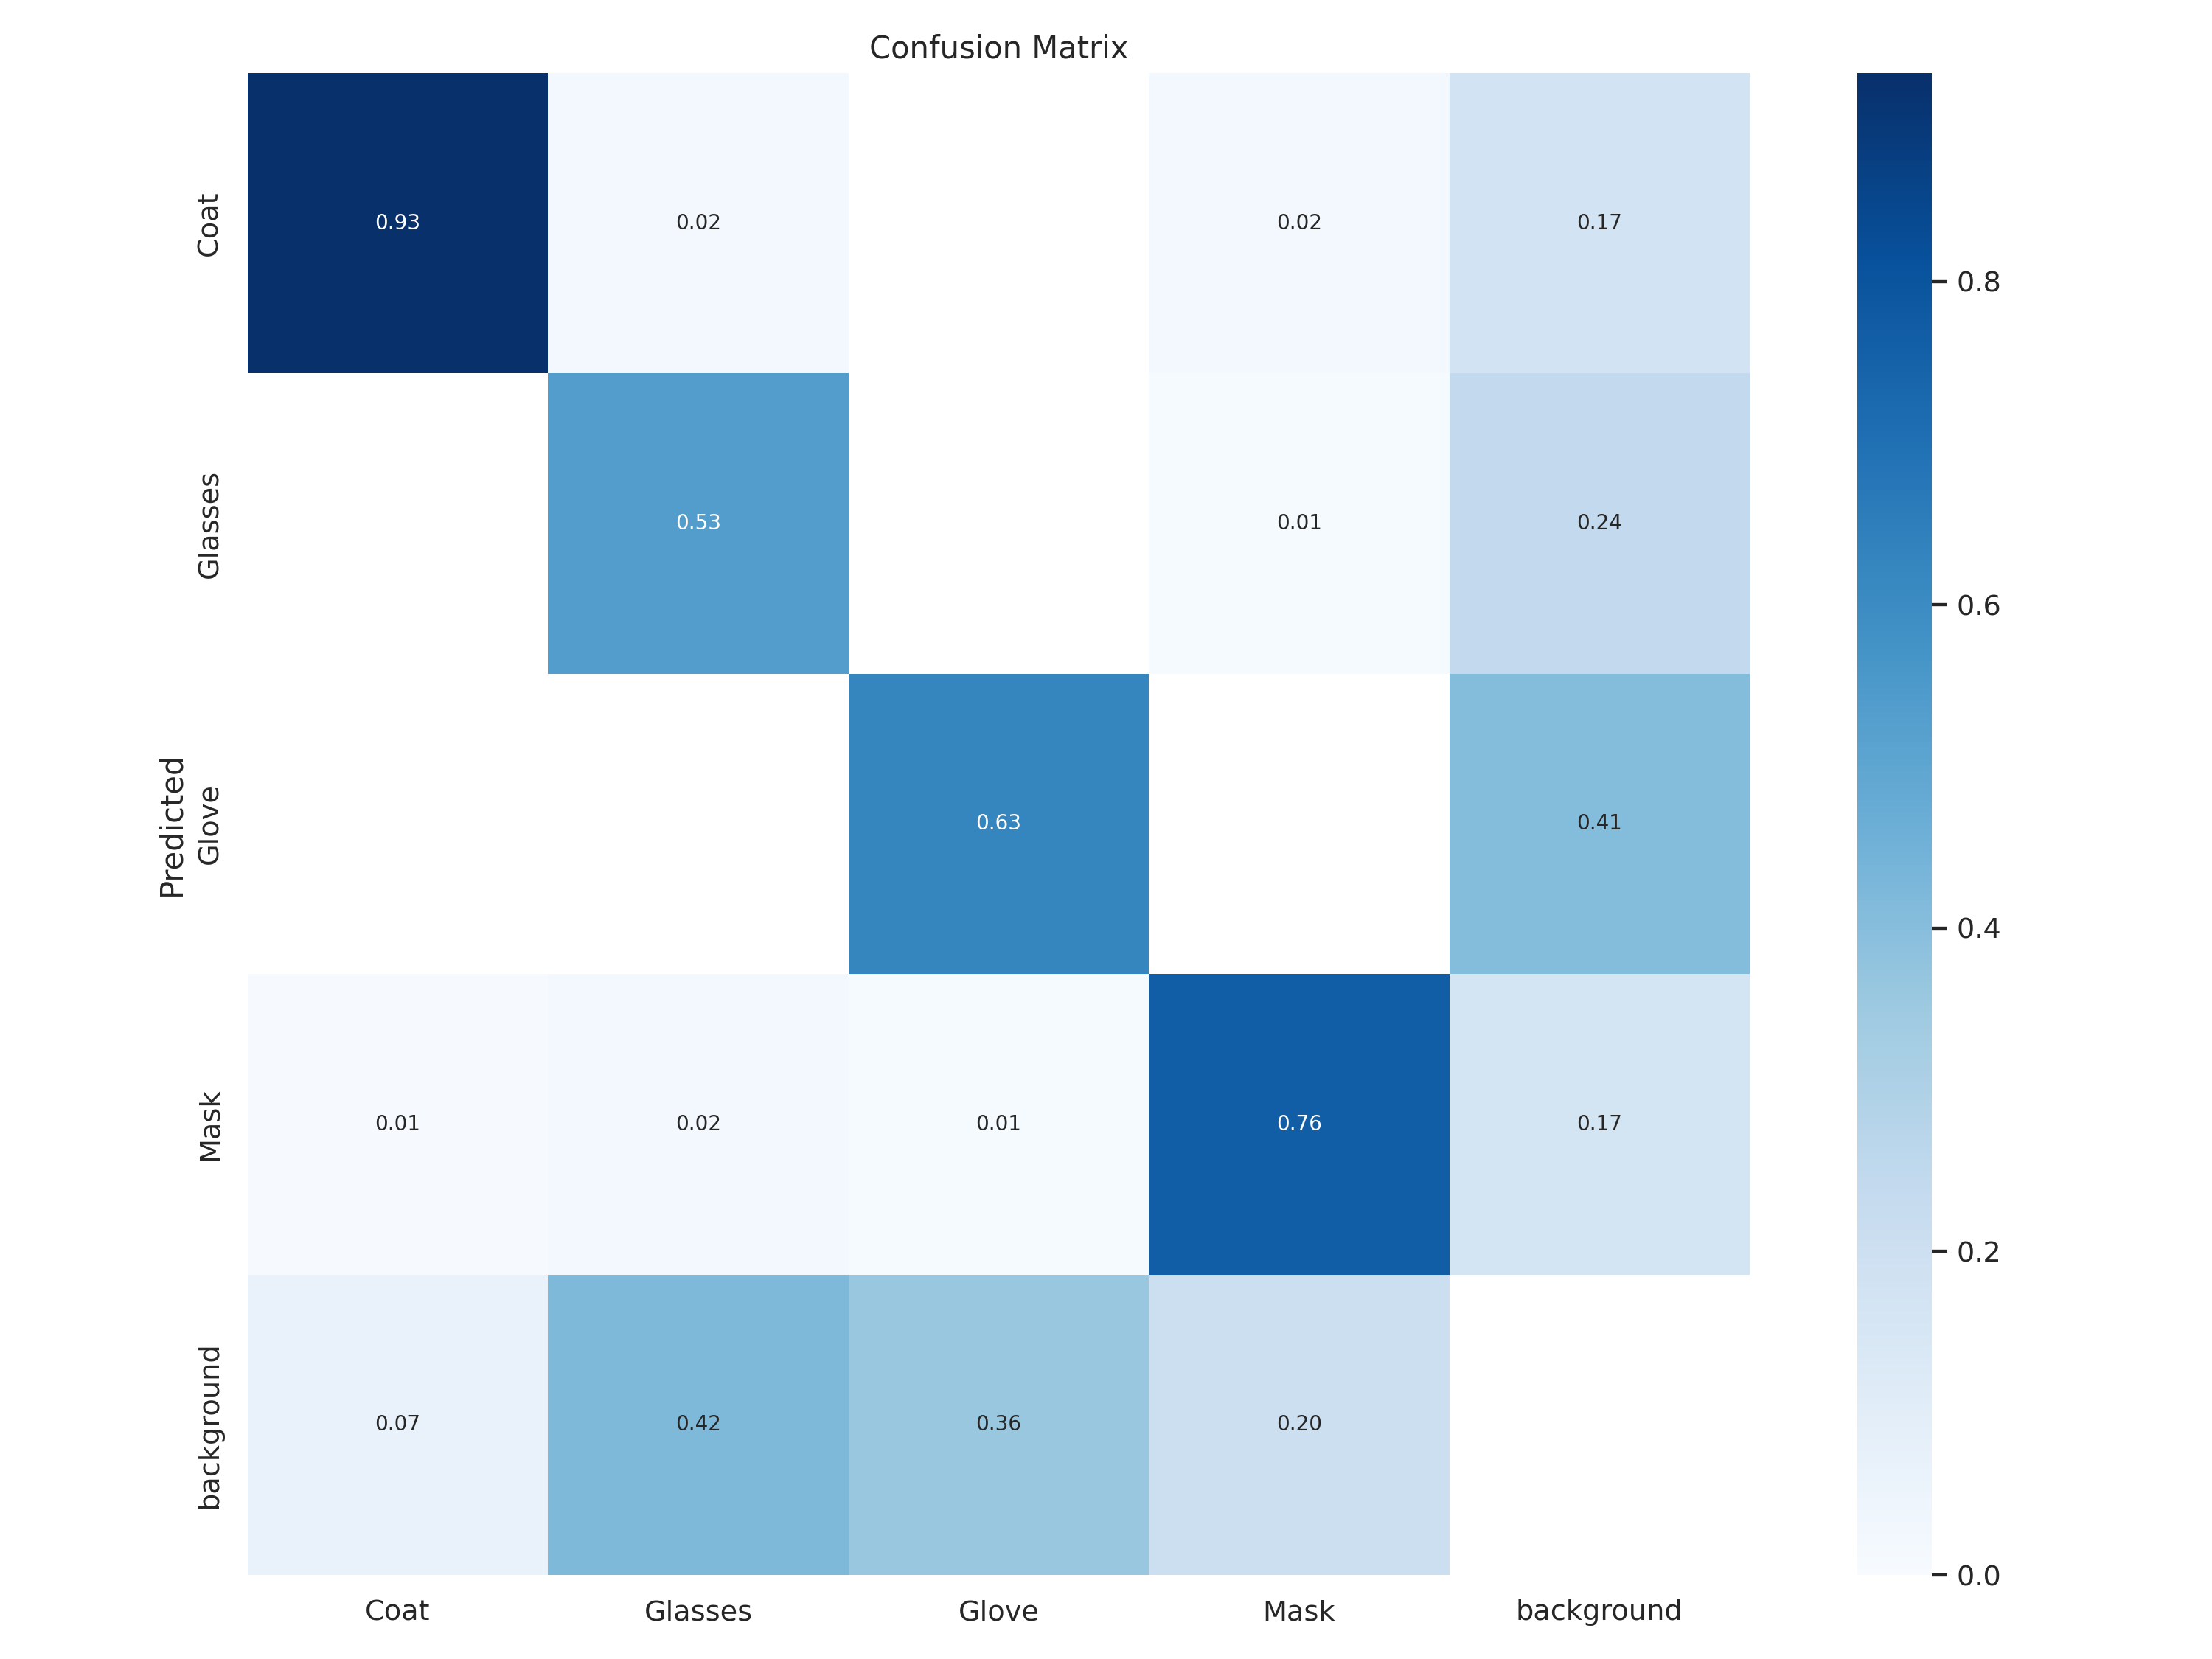 Confusion Matrix
Predicted
Coat
0.93 0.02 0.02 0.17
Glasses
0.53 0.01 0.24
Glove
0.63 0.41
Mask
0.01 0.02 0.01 0.76 0.17
background
0.07 0.42 0.36 0.20
Coat Glasses Glove Mask background
0.8
0.6
0.4
0.2
0.0